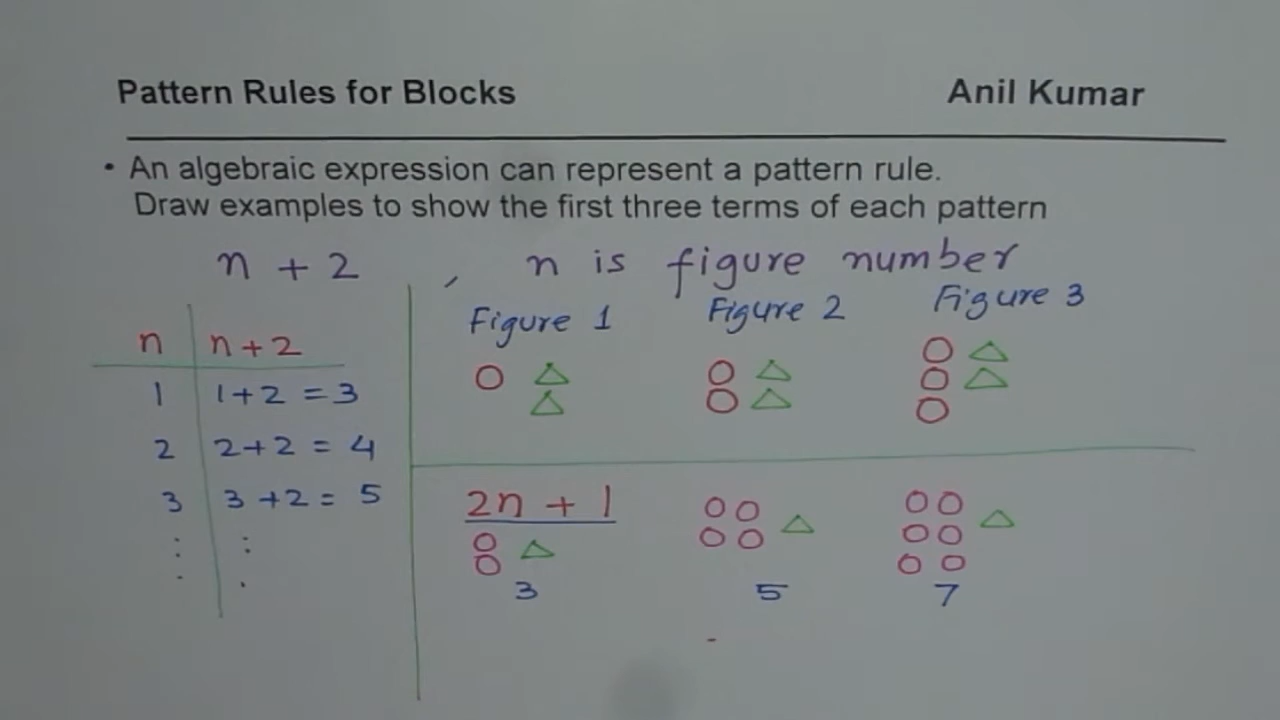 Pattern Rules for Blocks Anil Kumar
• An algebraic expression can represent a pattern rule.
Draw examples to show the first three terms of each pattern
n + 2 , n is figure number
Figure 1 Figure 2 Figure 3
n n+2
1 1+2 = 3
2 2+2 = 4
3 3+2 = 5
: :
. .
2n + 1
3 5 7